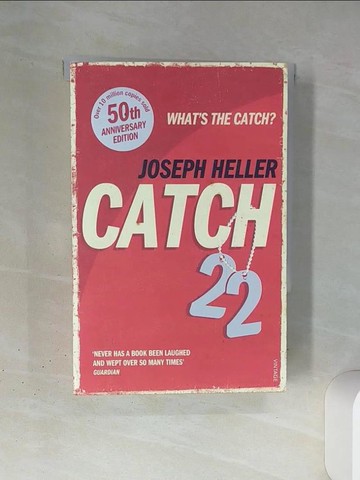 Over 10 million copies sold
50th
ANNIVERSARY
EDITION
WHAT'S THE CATCH?
JOSEPH HELLER
CATCH
22
'NEVER HAS A BOOK BEEN LAUGHED
AND WEPT OVER SO MANY TIMES'
GUARDIAN
VINTAGE